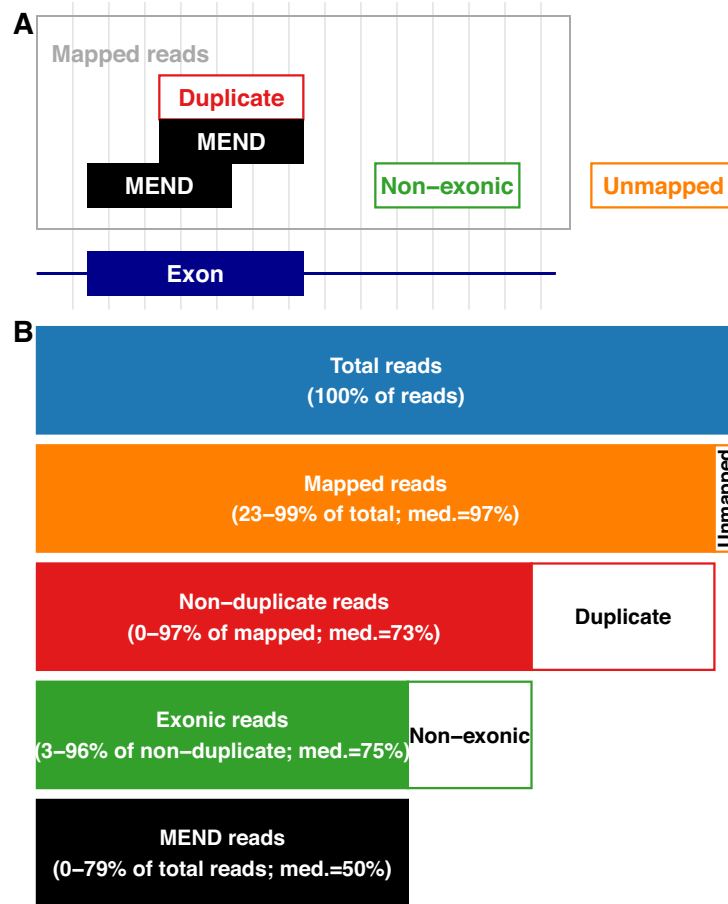 A
Mapped reads
Duplicate
MEND
MEND
Non−exonic
Unmapped
Exon
B
Total reads
(100% of reads)
Mapped reads
(23−99% of total; med.=97%)
Unmapped
Non−duplicate reads
(0−97% of mapped; med.=73%)
Duplicate
Exonic reads
(3−96% of non−duplicate; med.=75%)
Non−exonic
MEND reads
(0−79% of total reads; med.=50%)